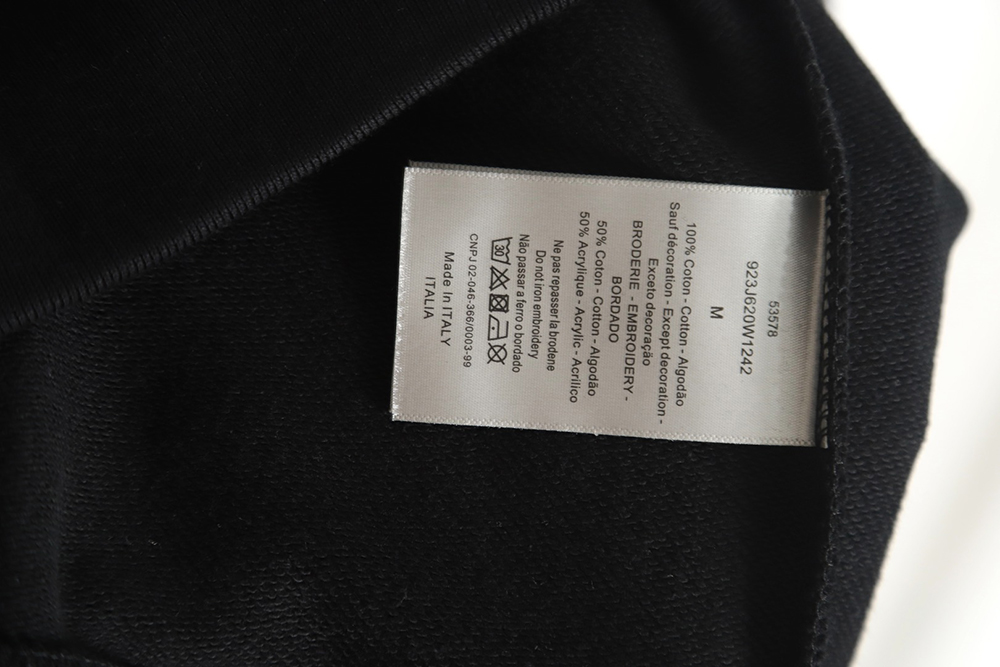 53578
923J620W1242
M
100% Coton - Cotton - Algodão
Sauf décoration - Except decoration -
Exceto decoração
BRODERIE - EMBROIDERY -
BORDADO
50% Coton - Cotton - Algodão
50% Acrylique - Acrylic - Acrilico
Ne pas repasser la brodene
Do not iron embroidery
Não passar a ferro o bordado
30
CNPJ 02-046-366/0003-99
Made In ITALY
ITALIA